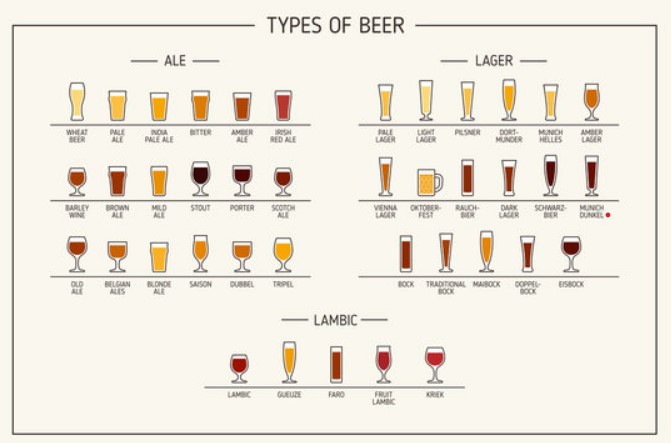 TYPES OF BEER
ALE
WHEAT
BEER
PALE
ALE
INDIA
PALE ALE
BITTER
AMBER
ALE
IRISH
RED ALE
BARLEY
WINE
BROWN
ALE
MILD
ALE
STOUT
PORTER
SCOTCH
ALE
OLD
ALE
BELGIAN
ALES
BLONDE
ALE
SAISON
DUBBEL
TRIPEL
LAGER
PALE
LAGER
LIGHT
LAGER
PILSNER
DORT-
MUNDER
MUNICH
HELLES
AMBER
LAGER
VIENNA
LAGER
OKTOBER-
FEST
RAUCH-
BIER
DARK
LAGER
SCHWARZ-
BIER
MUNICH
DUNKEL
BOCK
TRADITIONAL
BOCK
MAIBOCK
DOPPEL-
BOCK
EISBOCK
LAMBIC
LAMBIC
GUEUZE
FARO
FRUIT
LAMBIC
KRIEK